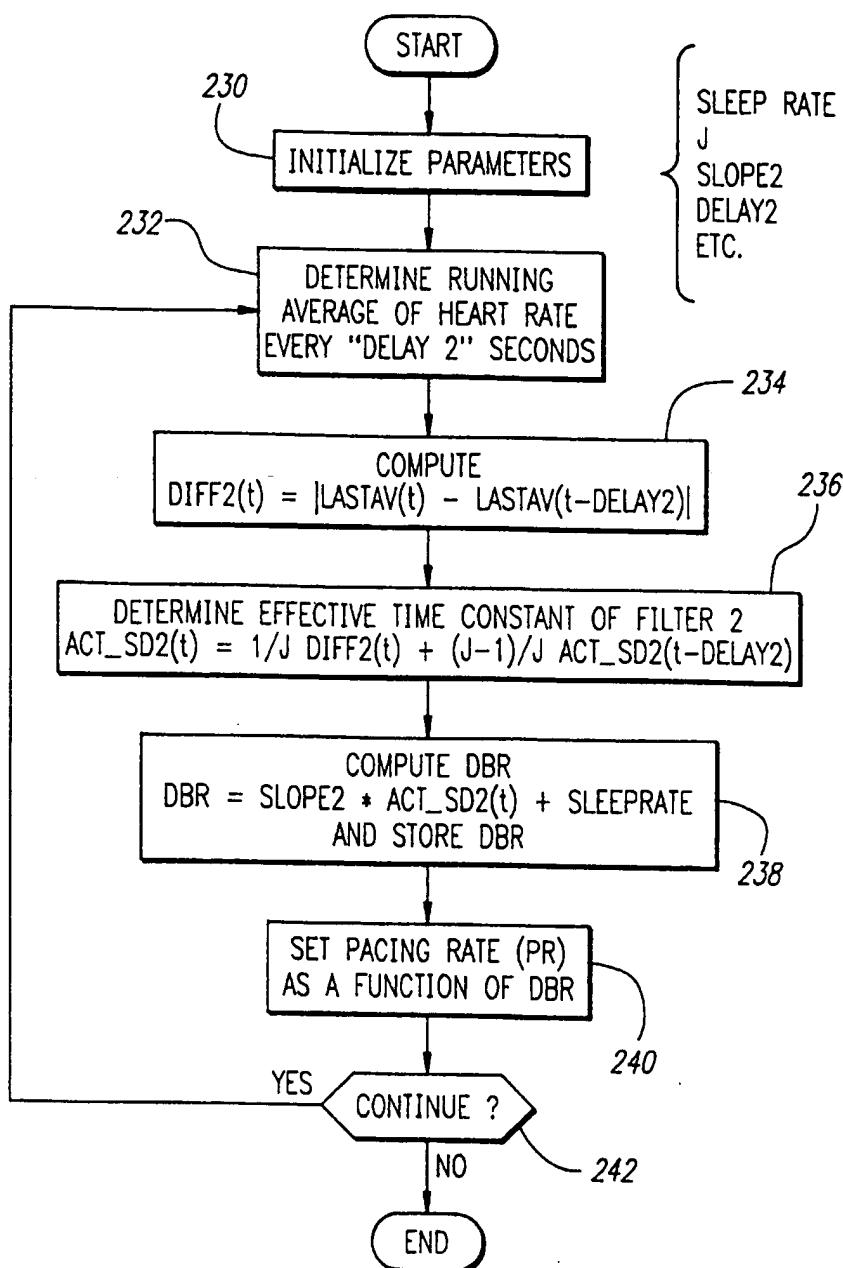 START
230
INITIALIZE PARAMETERS
SLEEP RATE
J
SLOPE2
DELAY2
ETC.
232
DETERMINE RUNNING
AVERAGE OF HEART RATE
EVERY "DELAY 2" SECONDS
234
COMPUTE
DIFF2(t) = |LASTAV(t) - LASTAV(t-DELAY2)|
236
DETERMINE EFFECTIVE TIME CONSTANT OF FILTER 2
ACT_SD2(t) = 1/J DIFF2(t) + (J-1)/J ACT_SD2(t-DELAY2)
COMPUTE DBR
DBR = SLOPE2 * ACT_SD2(t) + SLEEPRATE
AND STORE DBR
238
SET PACING RATE (PR)
AS A FUNCTION OF DBR
240
YES
CONTINUE ?
242
NO
END